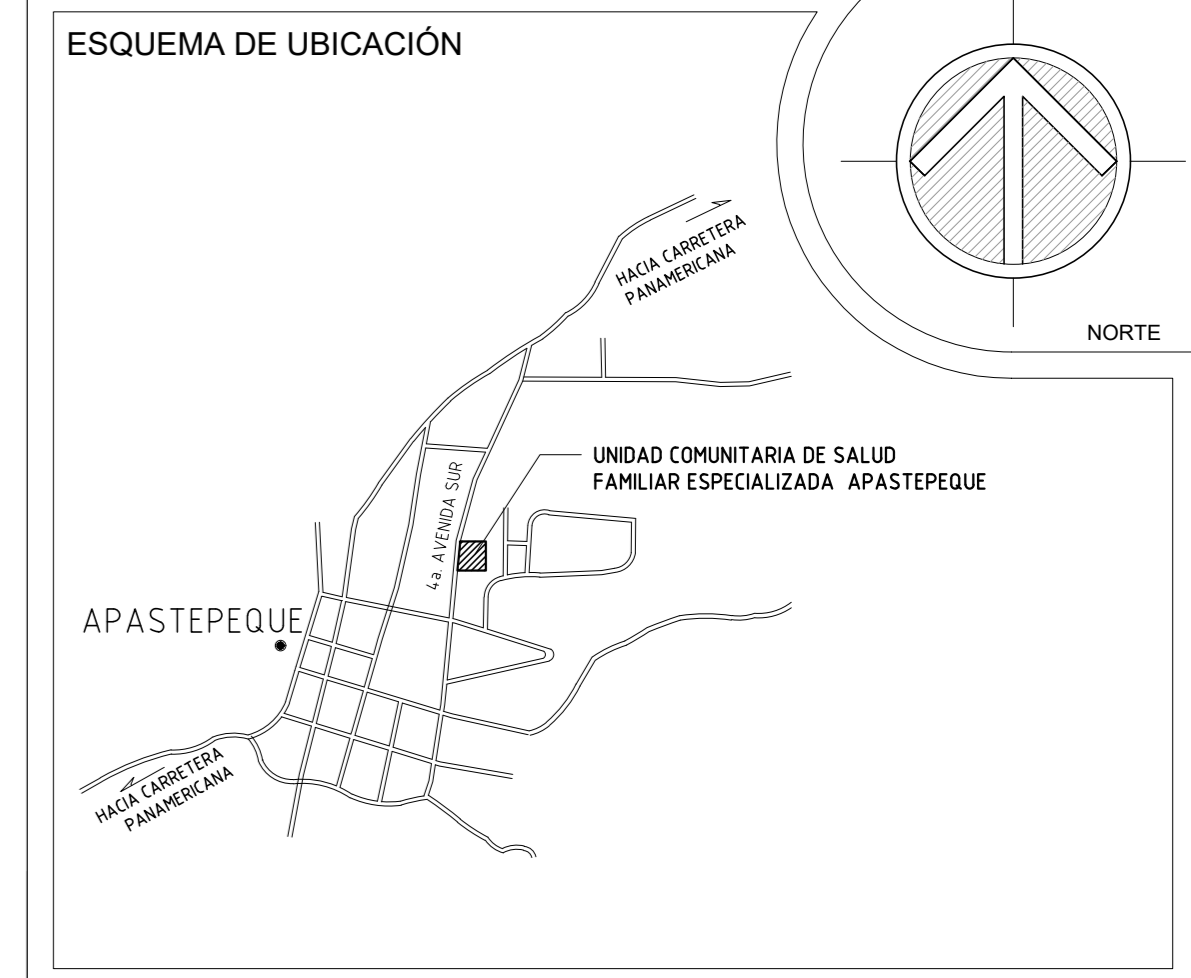 ESQUEMA DE UBICACIÓN
NORTE
HACIA CARRETERA
PANAMERICANA
UNIDAD COMUNITARIA DE SALUD
FAMILIAR ESPECIALIZADA APASTEPEQUE
4a. AVENIDA SUR
APASTEPEQUE
HACIA CARRETERA
PANAMERICANA